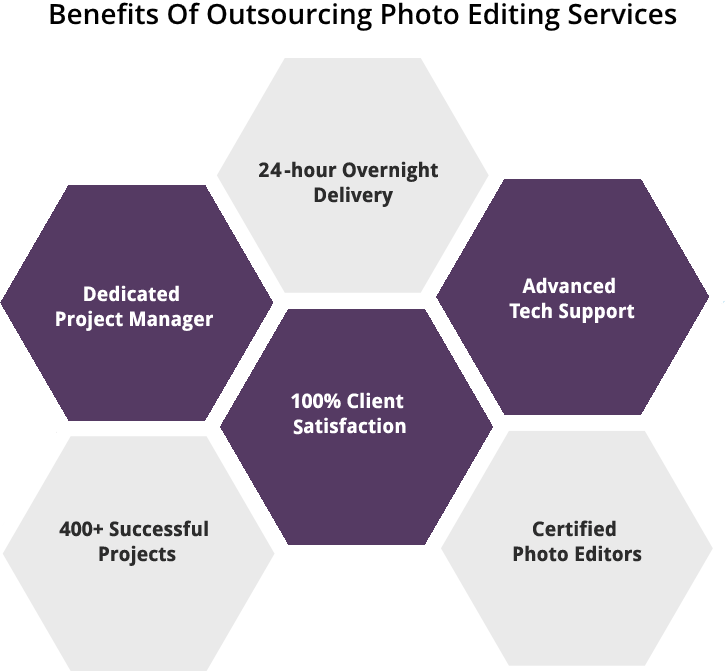 Benefits Of Outsourcing Photo Editing Services
24-hour Overnight
Delivery
Dedicated
Project Manager
Advanced
Tech Support
100% Client
Satisfaction
400+ Successful
Projects
Certified
Photo Editors